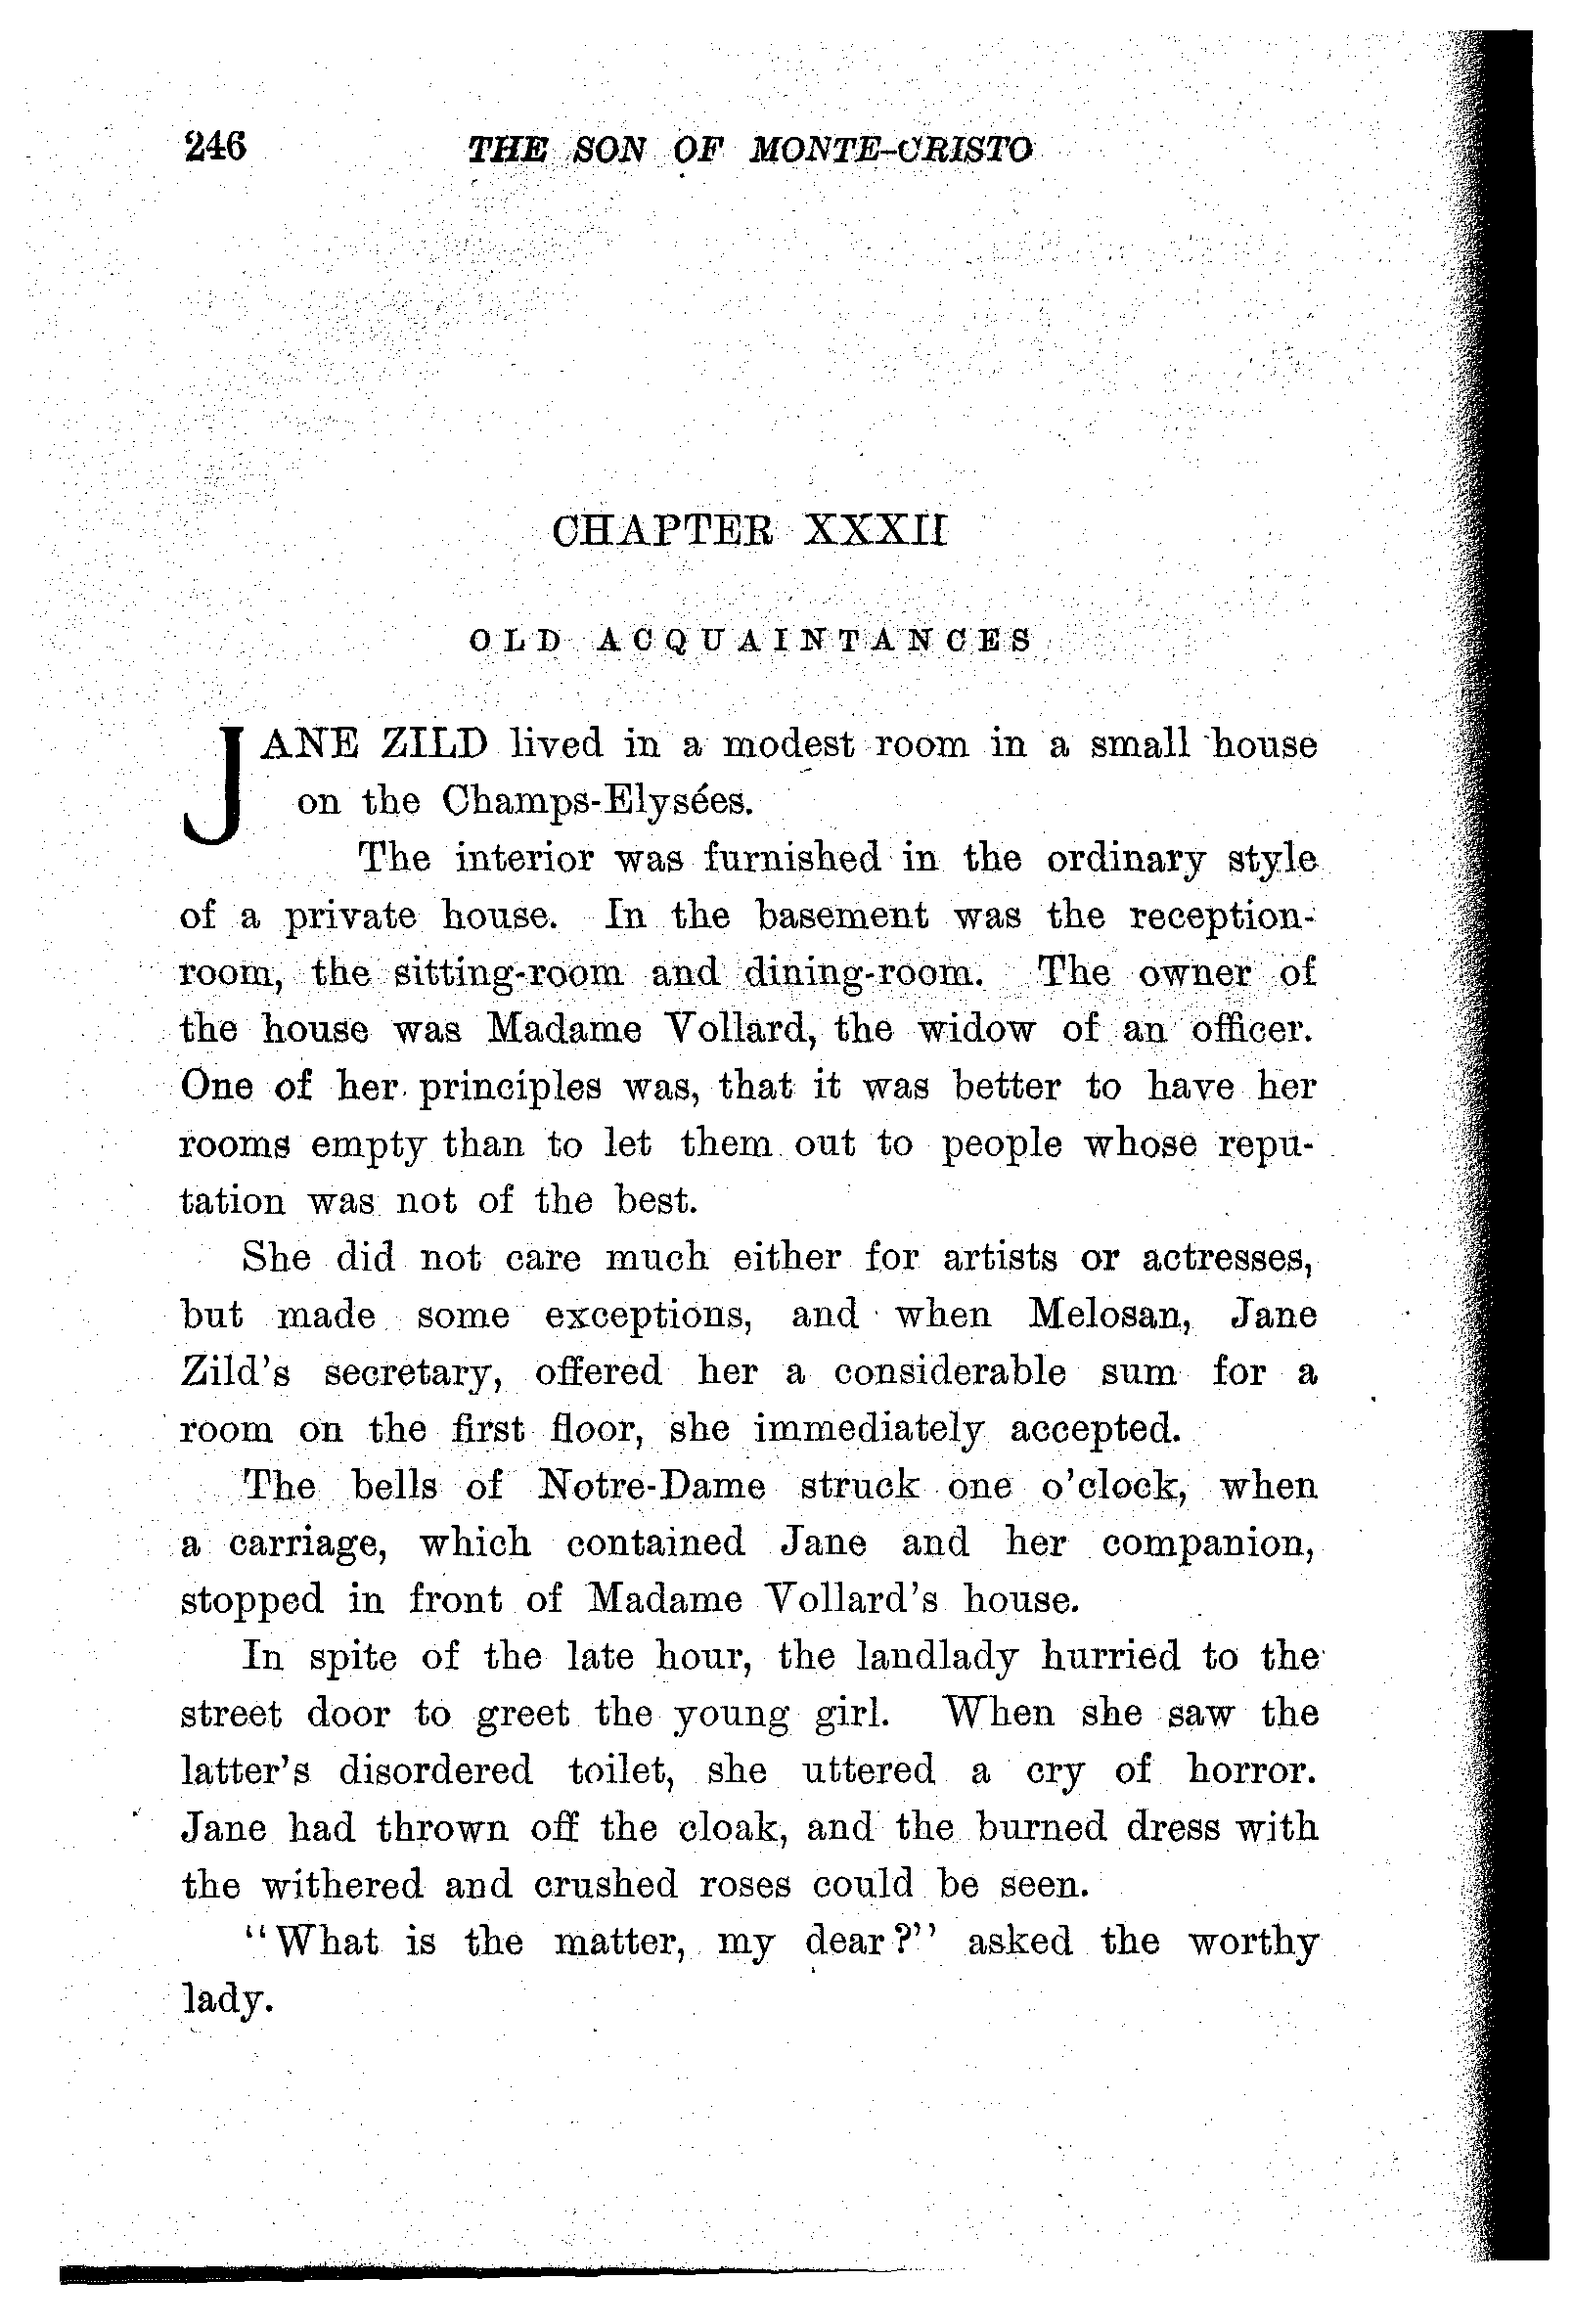 246 THE SON OF MONTE-CRISTO
CHAPTER XXXII
OLD ACQUAINTANCES
JANE ZILD lived in a modest room in a small house
on the Champs-Elysées.
The interior was furnished in the ordinary style
of a private house. In the basement was the reception-
room, the sitting-room and dining-room. The owner of
the house was Madame Vollard, the widow of an officer.
One of her principles was, that it was better to have her
rooms empty than to let them out to people whose repu-
tation was not of the best.
She did not care much either for artists or actresses,
but made some exceptions, and when Melosan, Jane
Zild's secretary, offered her a considerable sum for a
room on the first floor, she immediately accepted.
The bells of Notre-Dame struck one o'clock, when
a carriage, which contained Jane and her companion,
stopped in front of Madame Vollard's house.
In spite of the late hour, the landlady hurried to the
street door to greet the young girl. When she saw the
latter's disordered toilet, she uttered a cry of horror.
Jane had thrown off the cloak, and the burned dress with
the withered and crushed roses could be seen.
"What is the matter, my dear?" asked the worthy
lady.